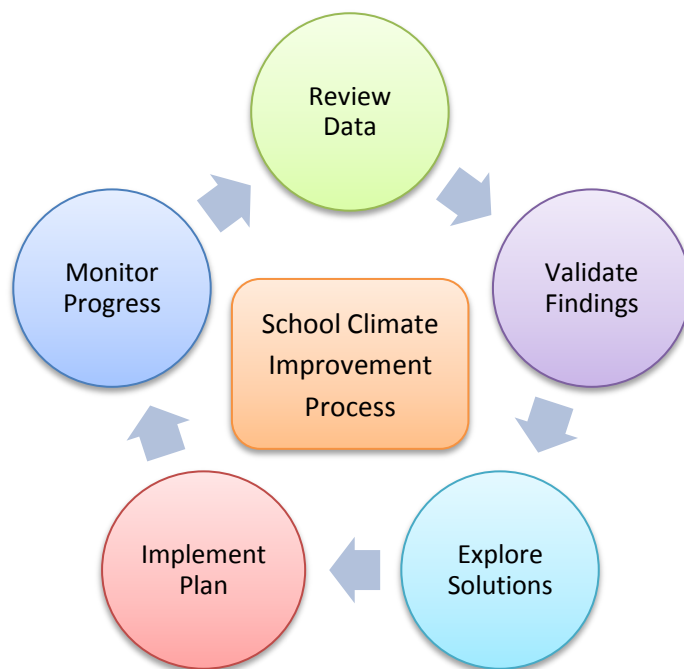 Review
Data
Validate
Findings
Explore
Solutions
Implement
Plan
Monitor
Progress
School Climate
Improvement
Process